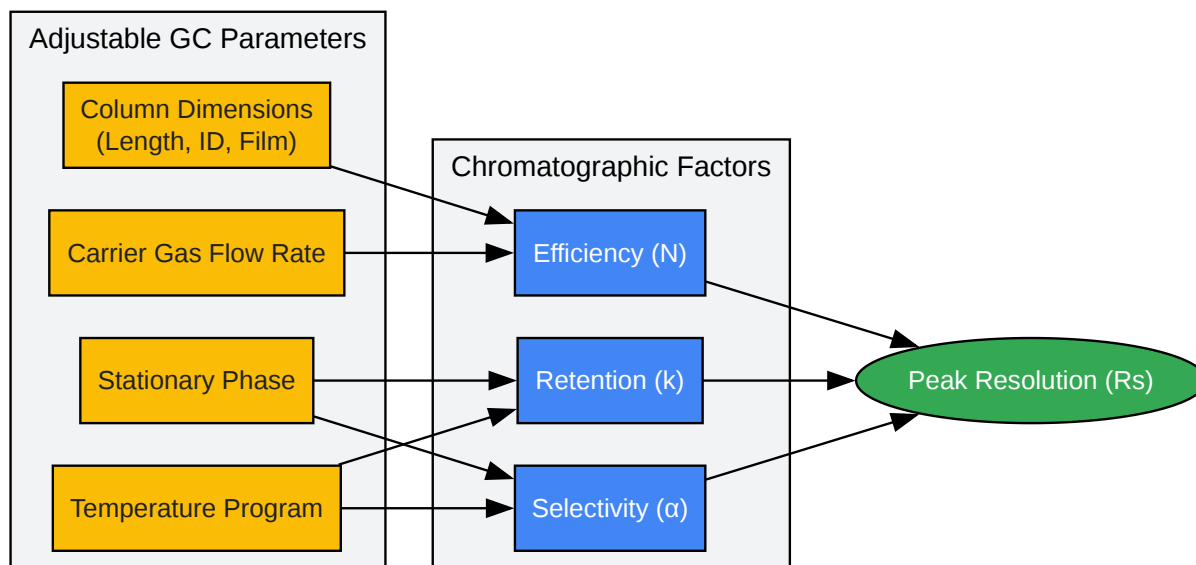 Adjustable GC Parameters
Column Dimensions
(Length, ID, Film)
Carrier Gas Flow Rate
Stationary Phase
Temperature Program
Chromatographic Factors
Efficiency (N)
Retention (k)
Selectivity (α)
Peak Resolution (Rs)